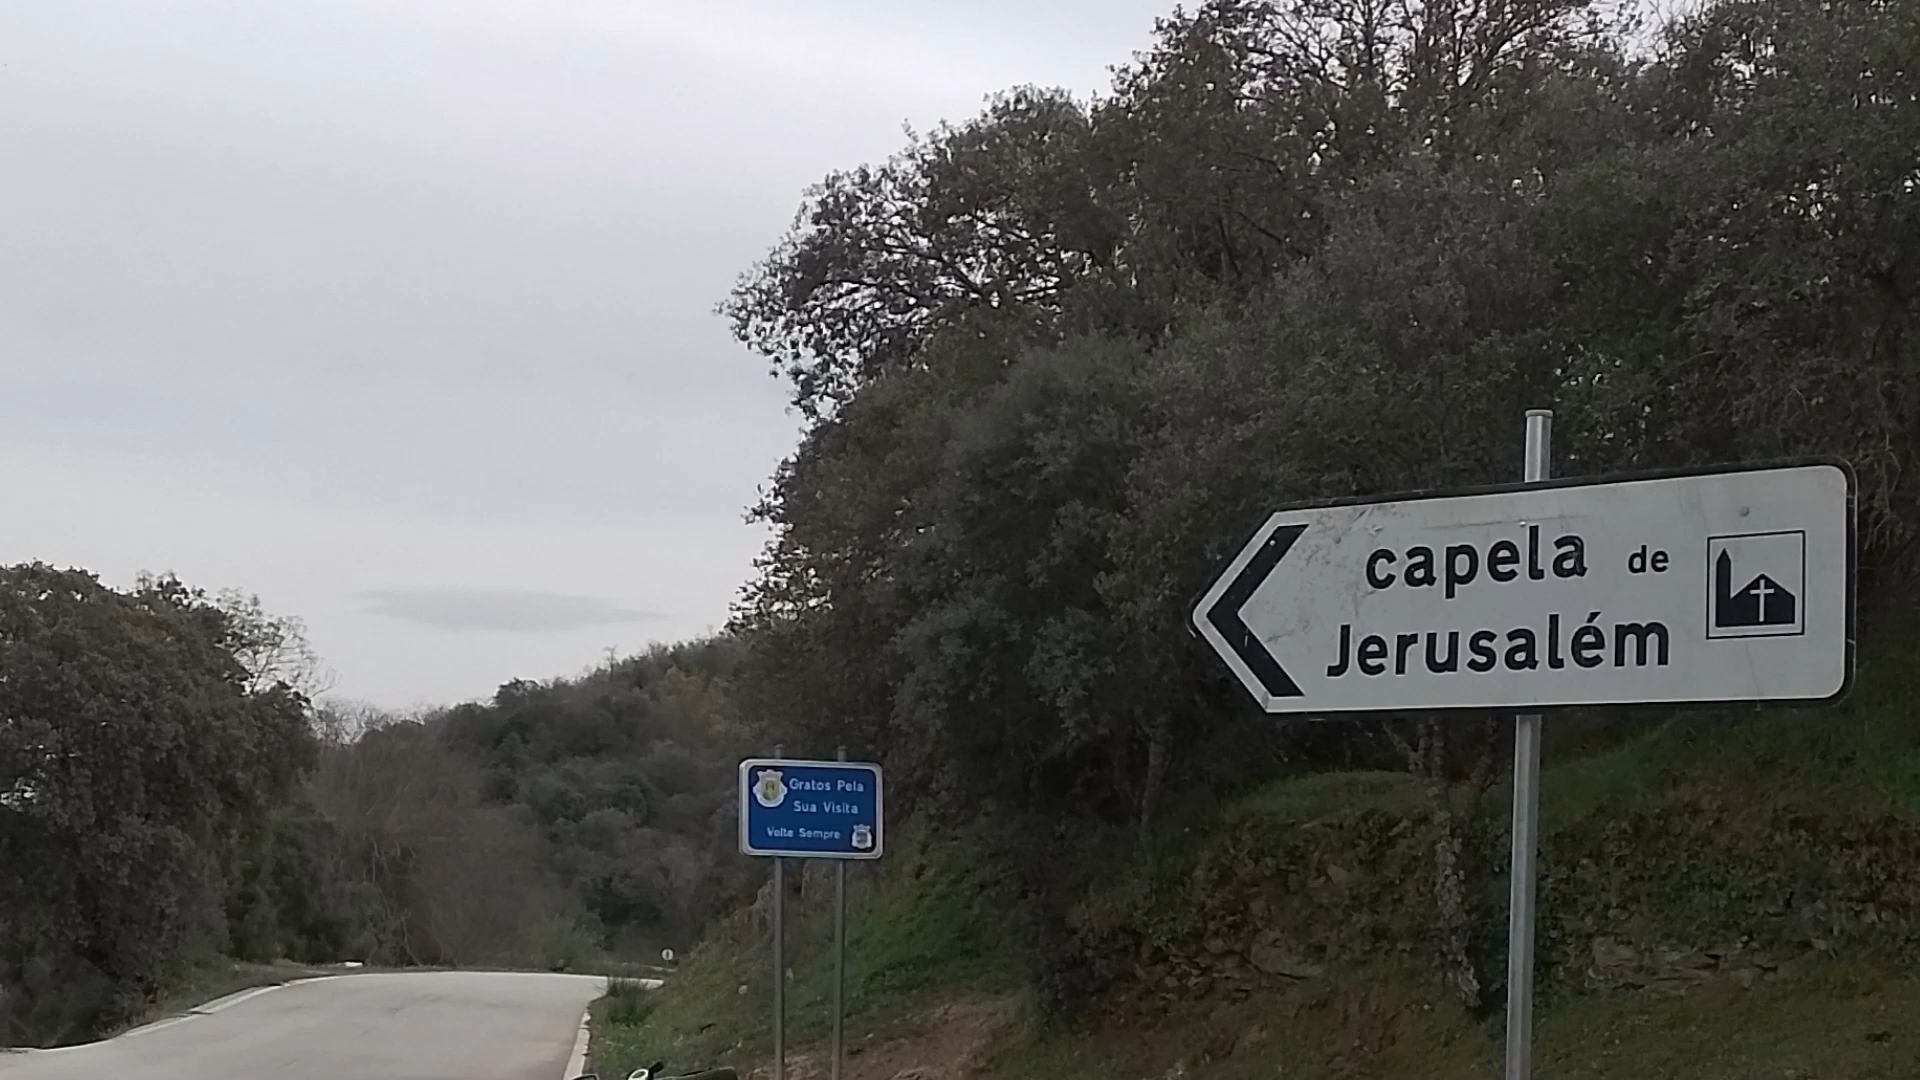 capela de
Jerusalém
Gratos Pela
Sua Visita
Volte Sempre